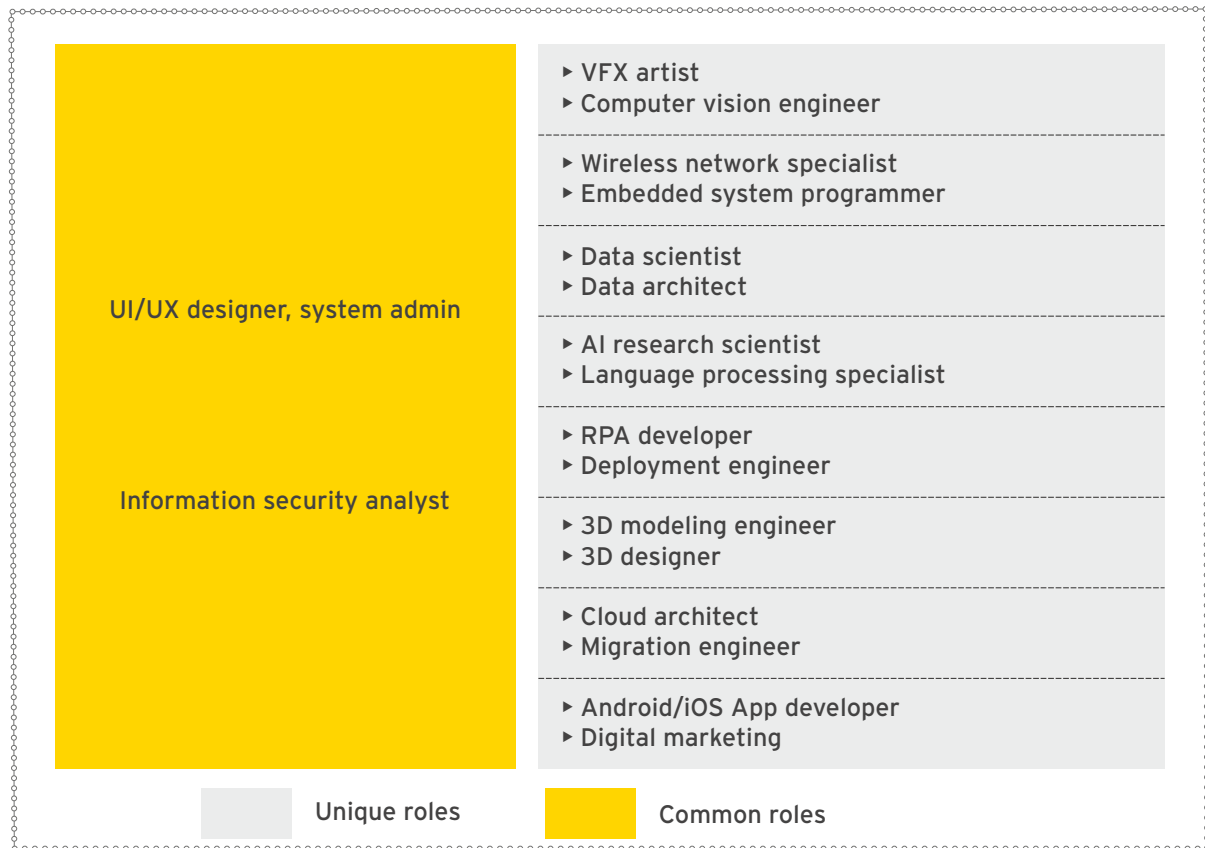 UI/UX designer, system admin
Information security analyst
▸ VFX artist
▸ Computer vision engineer
▸ Wireless network specialist
▸ Embedded system programmer
▸ Data scientist
▸ Data architect
▸ AI research scientist
▸ Language processing specialist
▸ RPA developer
▸ Deployment engineer
▸ 3D modeling engineer
▸ 3D designer
▸ Cloud architect
▸ Migration engineer
▸ Android/iOS App developer
▸ Digital marketing
Unique roles
Common roles